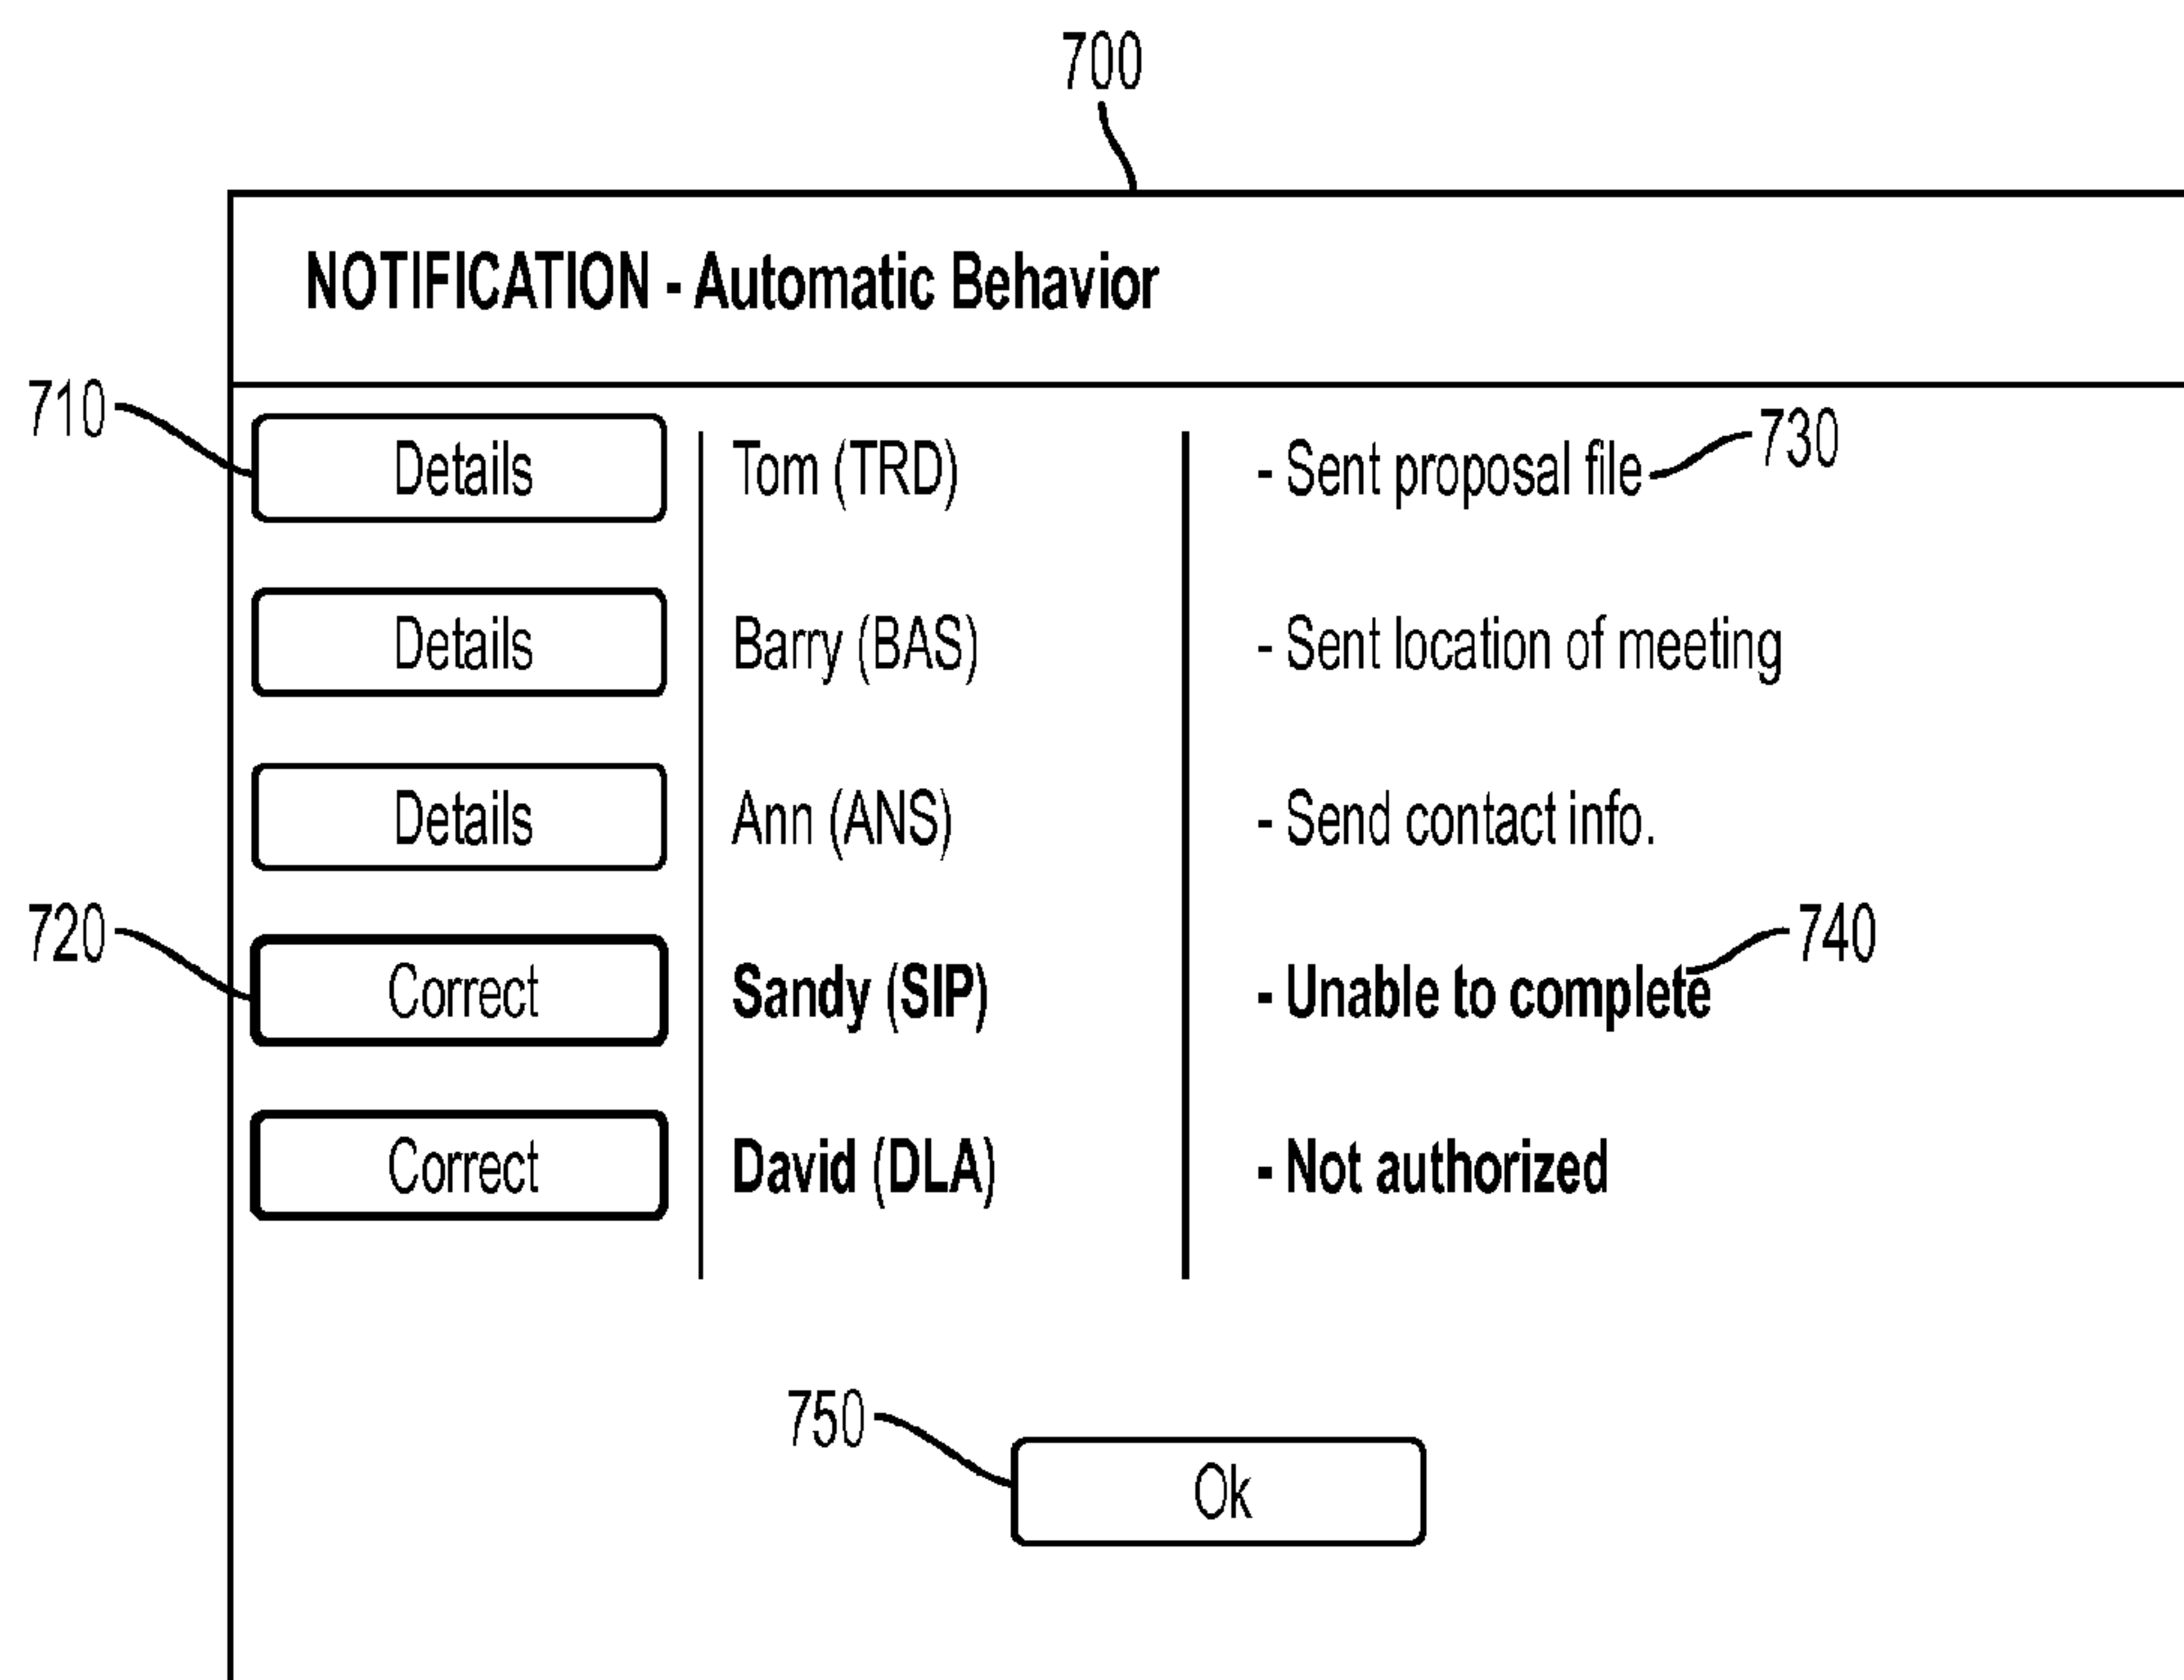 700
NOTIFICATION - Automatic Behavior
710 Details Tom (TRD) - Sent proposal file 730
Details Barry (BAS) - Sent location of meeting
Details Ann (ANS) - Send contact info.
720 Correct Sandy (SIP) - Unable to complete 740
Correct David (DLA) - Not authorized
750 Ok